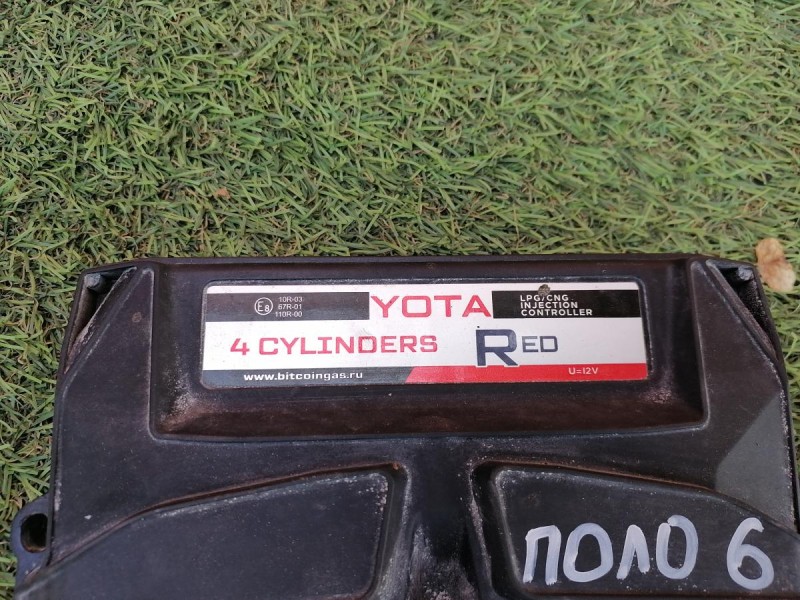 E8
10R-03
67R-01
110R-00
YOTA
LPG/CNG
INJECTION
CONTROLLER
4 CYLINDERS
RED
www.bitcoingas.ru
U=12V
ПОЛО 6